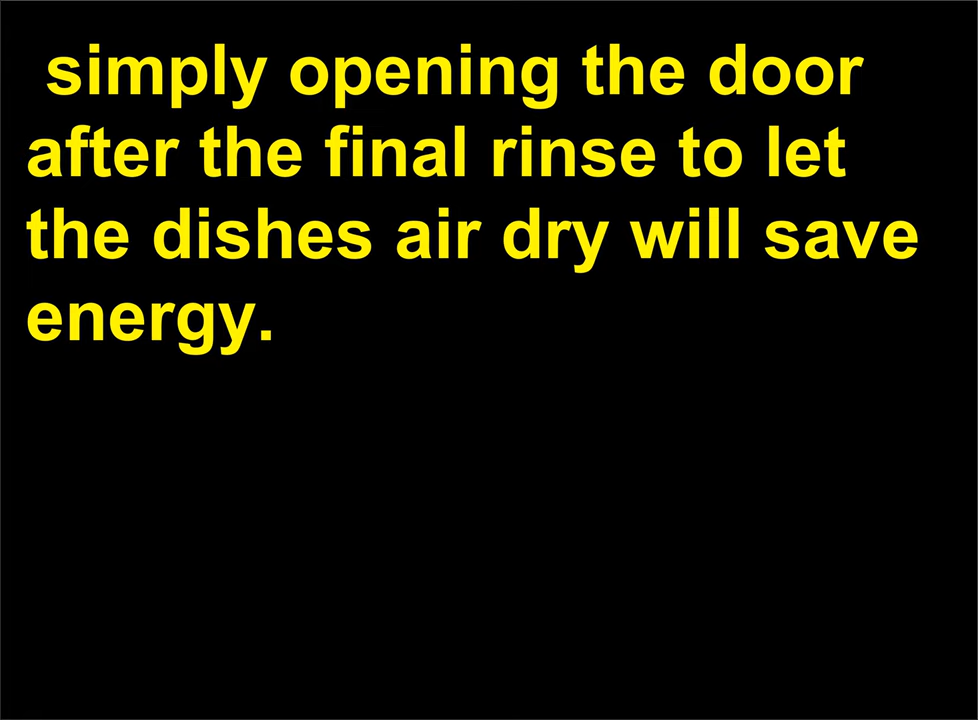 simply opening the door
after the final rinse to let
the dishes air dry will save
energy.